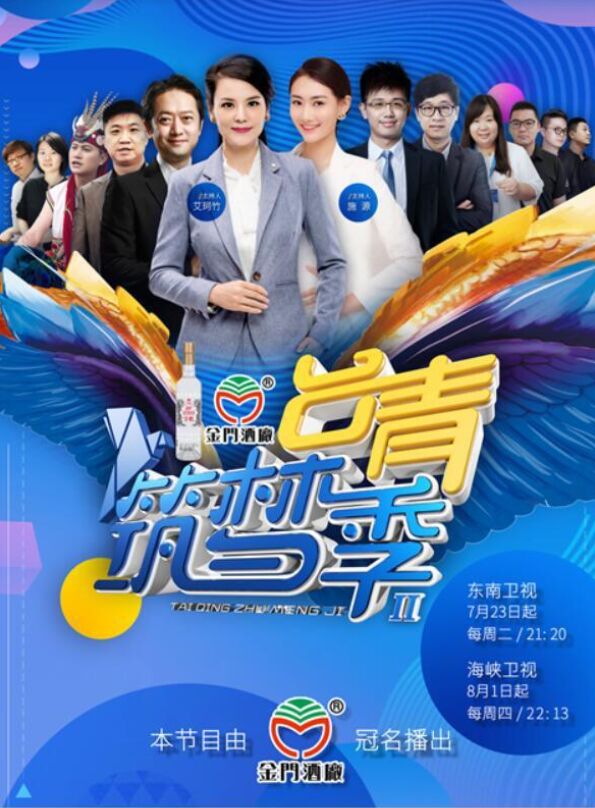 /主持人
艾珂竹
/主持人
施源
金門酒廠
®
台青
筑梦季
II
TAI QING ZHU MENG JI
东南卫视
7月23日起
每周二 / 21: 20
海峡卫视
8月1日起
每周四 / 22: 13
本节目由
®
金門酒廠
冠名播出